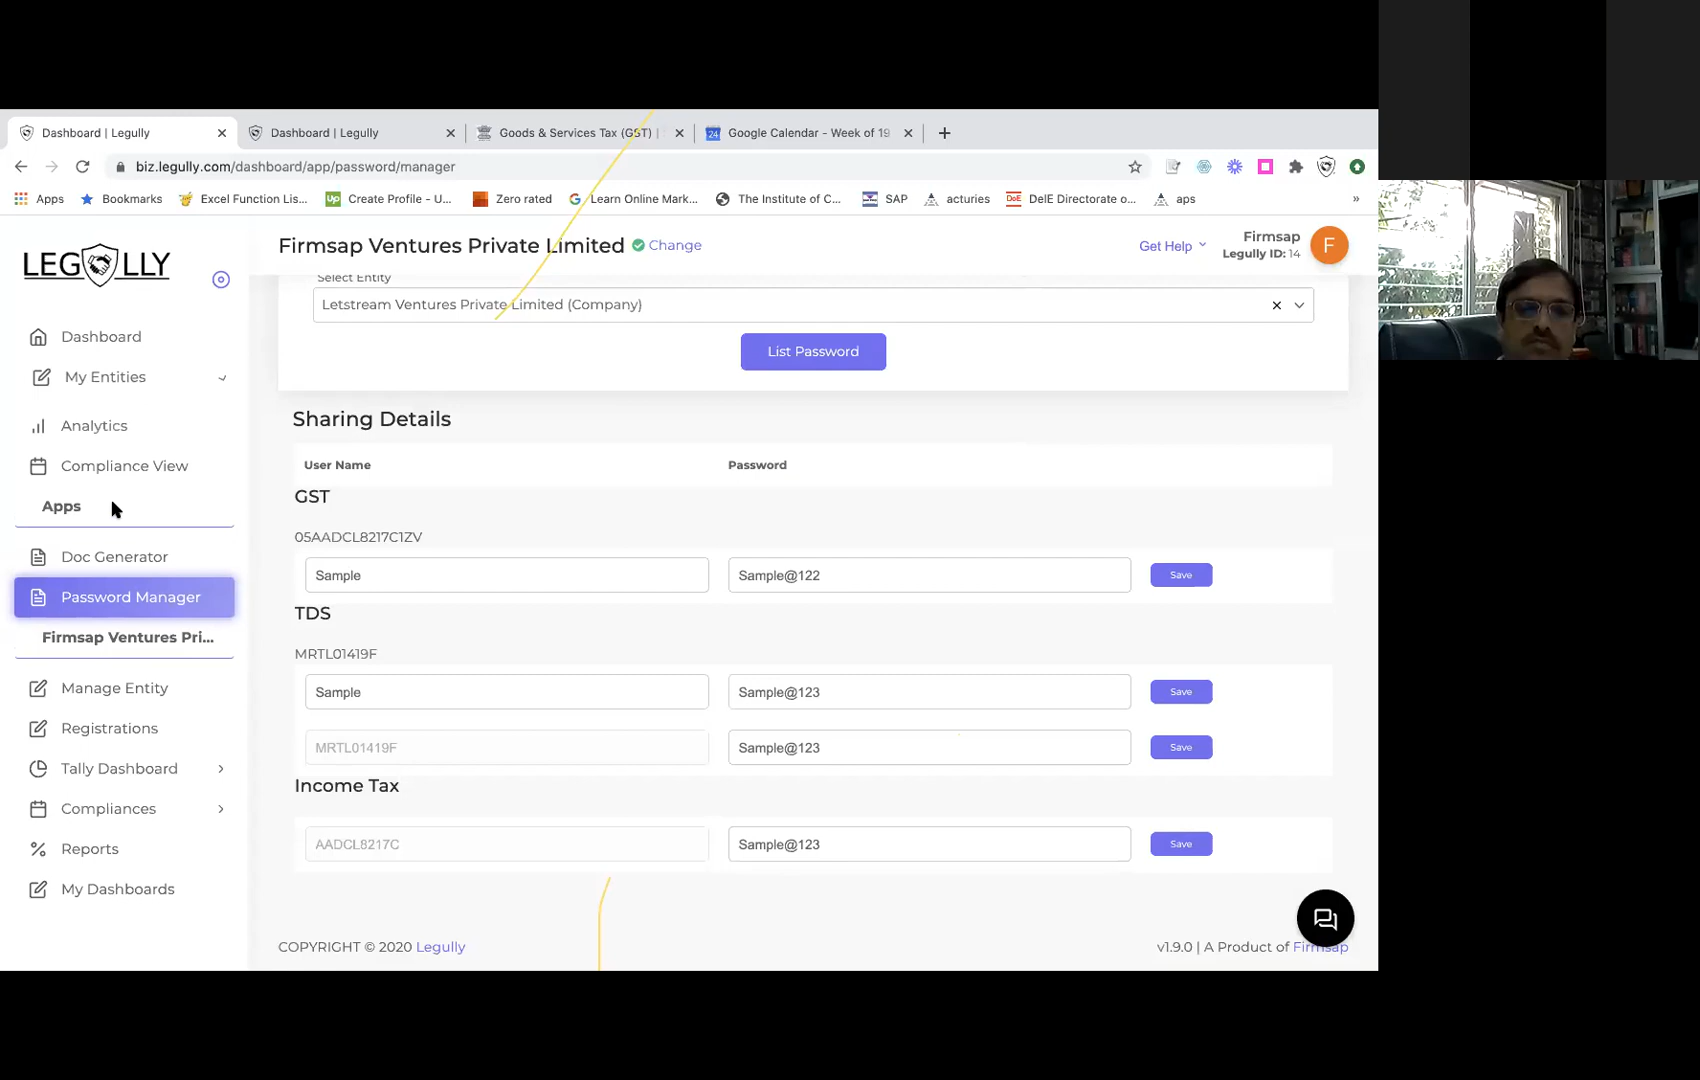 Dashboard | Legully
Dashboard | Legully
Goods & Services Tax (GST) |
24 Google Calendar - Week of 19
biz.legully.com/dashboard/app/password/manager
Apps
Bookmarks
Excel Function Lis...
Up Create Profile - U...
Zero rated
Learn Online Mark...
The Institute of C...
SAP
acturies
DoE DelE Directorate o...
aps
»
LEGULLY
Firmsap Ventures Private Limited Change
Get Help
Firmsap
Legully ID: 14
F
Select Entity
Letstream Ventures Private Limited (Company)
List Password
Dashboard
My Entities
Analytics
Compliance View
Apps
Doc Generator
Password Manager
Firmsap Ventures Pri...
Manage Entity
Registrations
Tally Dashboard
Compliances
Reports
My Dashboards
Sharing Details
User Name Password
GST
05AADCL8217C1ZV
Sample Sample@122 Save
TDS
MRTL01419F
Sample Sample@123 Save
MRTL01419F Sample@123 Save
Income Tax
AADCL8217C Sample@123 Save
COPYRIGHT © 2020 Legully
v1.9.0 | A Product of Firmsap